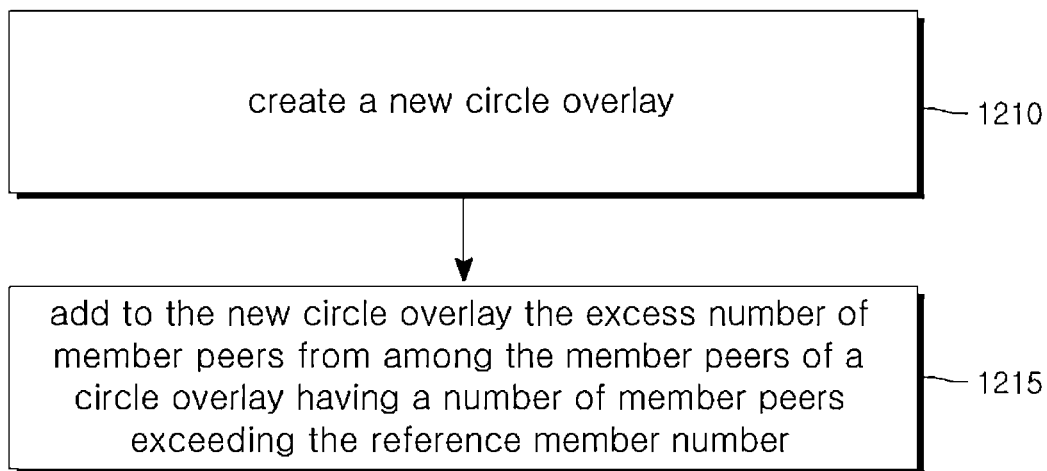 create a new circle overlay
1210
add to the new circle overlay the excess number of
member peers from among the member peers of a
circle overlay having a number of member peers
exceeding the reference member number
1215